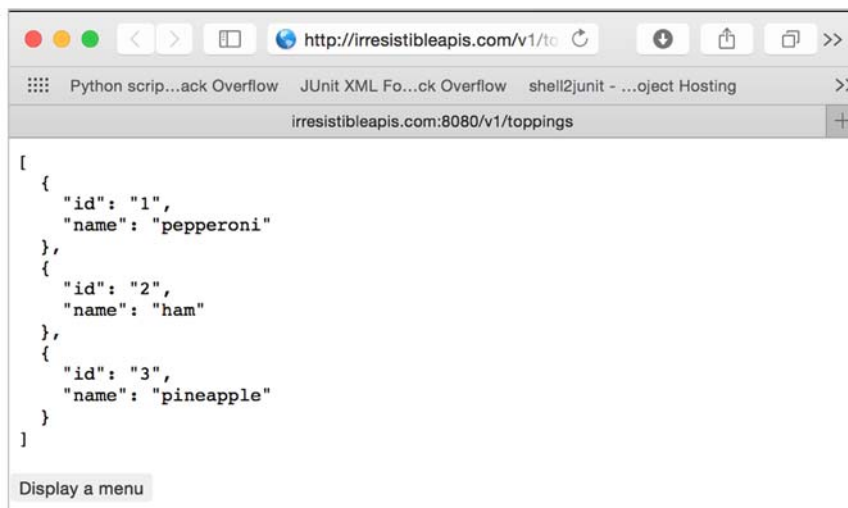 http://irresistibleapis.com/v1/to
Python scrip...ack Overflow JUnit XML Fo...ck Overflow shell2junit - ...oject Hosting
irresistibleapis.com:8080/v1/toppings
[
  {
    "id": "1",
    "name": "pepperoni"
  },
  {
    "id": "2",
    "name": "ham"
  },
  {
    "id": "3",
    "name": "pineapple"
  }
]
Display a menu